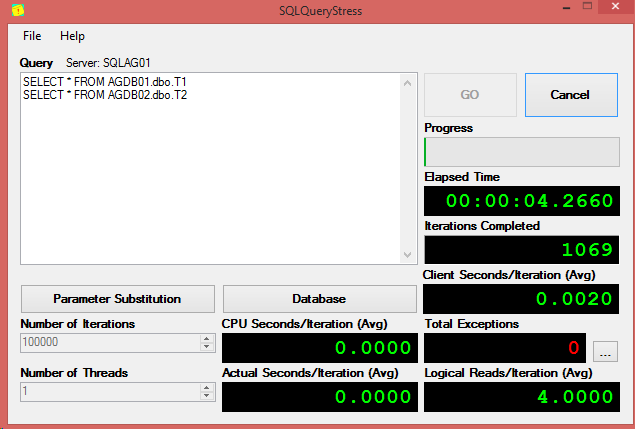 SQLQueryStress
File Help
Query Server: SQLAG01
SELECT * FROM AGDB01.dbo.T1
SELECT * FROM AGDB02.dbo.T2
GO
Cancel
Progress
Elapsed Time
00:00:04.2660
Iterations Completed
1069
Client Seconds/Iteration (Avg)
0.0020
Parameter Substitution
Database
Number of Iterations
100000
CPU Seconds/Iteration (Avg)
0.0000
Total Exceptions
0
...
Number of Threads
1
Actual Seconds/Iteration (Avg)
0.0000
Logical Reads/Iteration (Avg)
4.0000